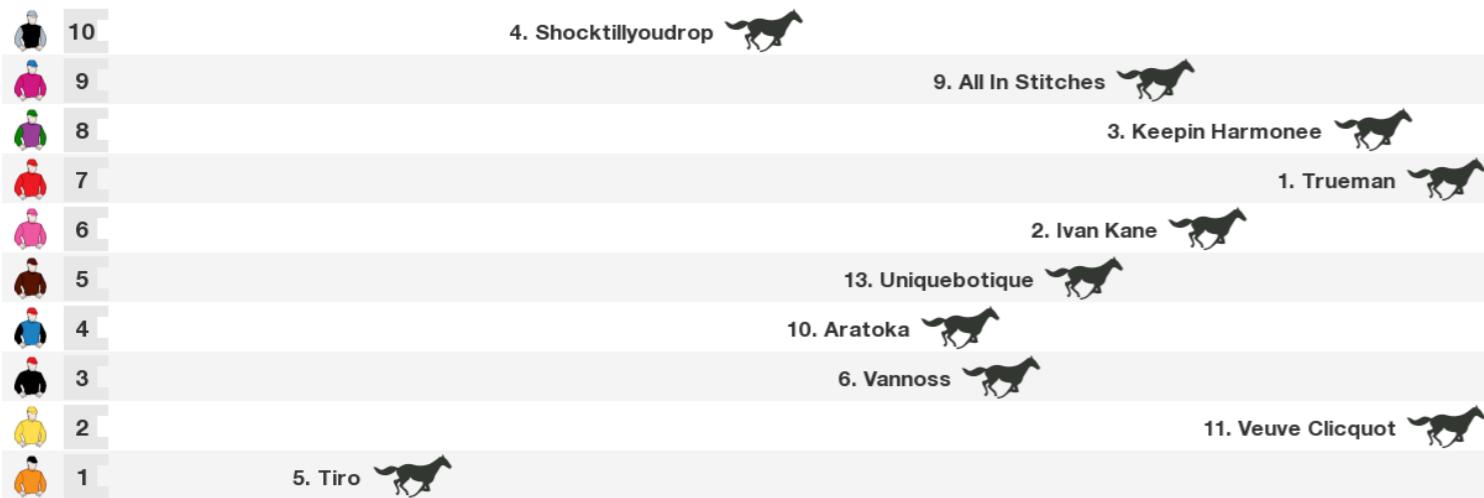 10 4. Shocktillyoudrop
9 9. All In Stitches
8 3. Keepin Harmonee
7 1. Trueman
6 2. Ivan Kane
5 13. Uniquebotique
4 10. Aratoka
3 6. Vannoss
2 11. Veuve Clicquot
1 5. Tiro